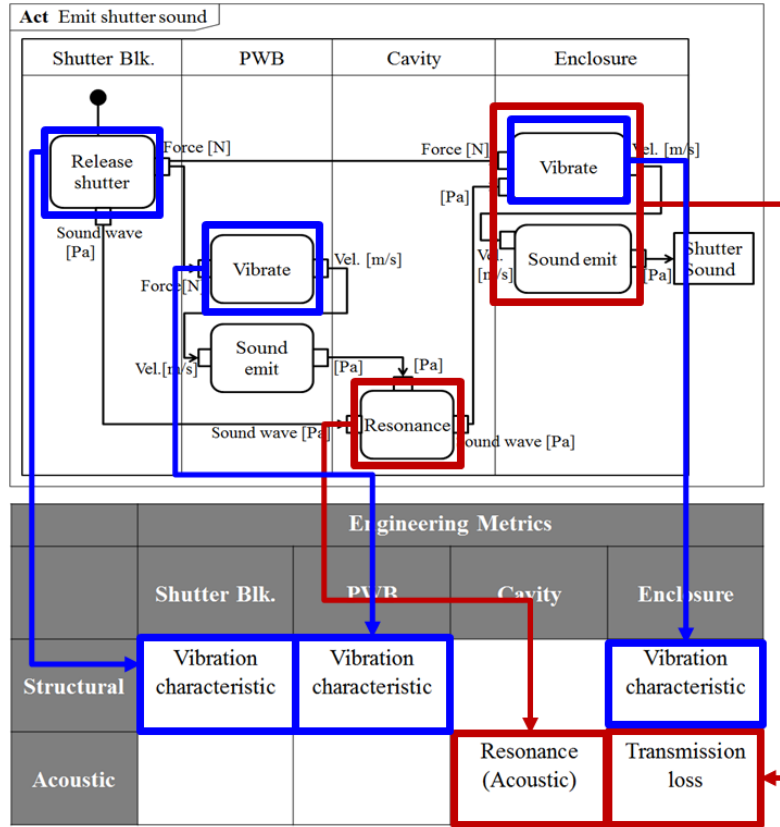 Act Emit shutter sound
Shutter Blk.
PWB
Cavity
Enclosure
Release
shutter
Force [N]
Sound wave
[Pa]
Force [N]
[Pa]
Vibrate
Vel. [m/s]
Vibrate
Force[N]
Vel. [m/s]
Vel.
[m/s]
Sound emit
[Pa]
Shutter
Sound
Sound
emit
Vel.[m/s]
[Pa]
[Pa]
Resonance
Sound wave [Pa]
Sound wave [Pa]
Engineering Metrics
Shutter Blk.
PWB
Cavity
Enclosure
Structural
Vibration
characteristic
Vibration
characteristic
Vibration
characteristic
Acoustic
Resonance
(Acoustic)
Transmission
loss